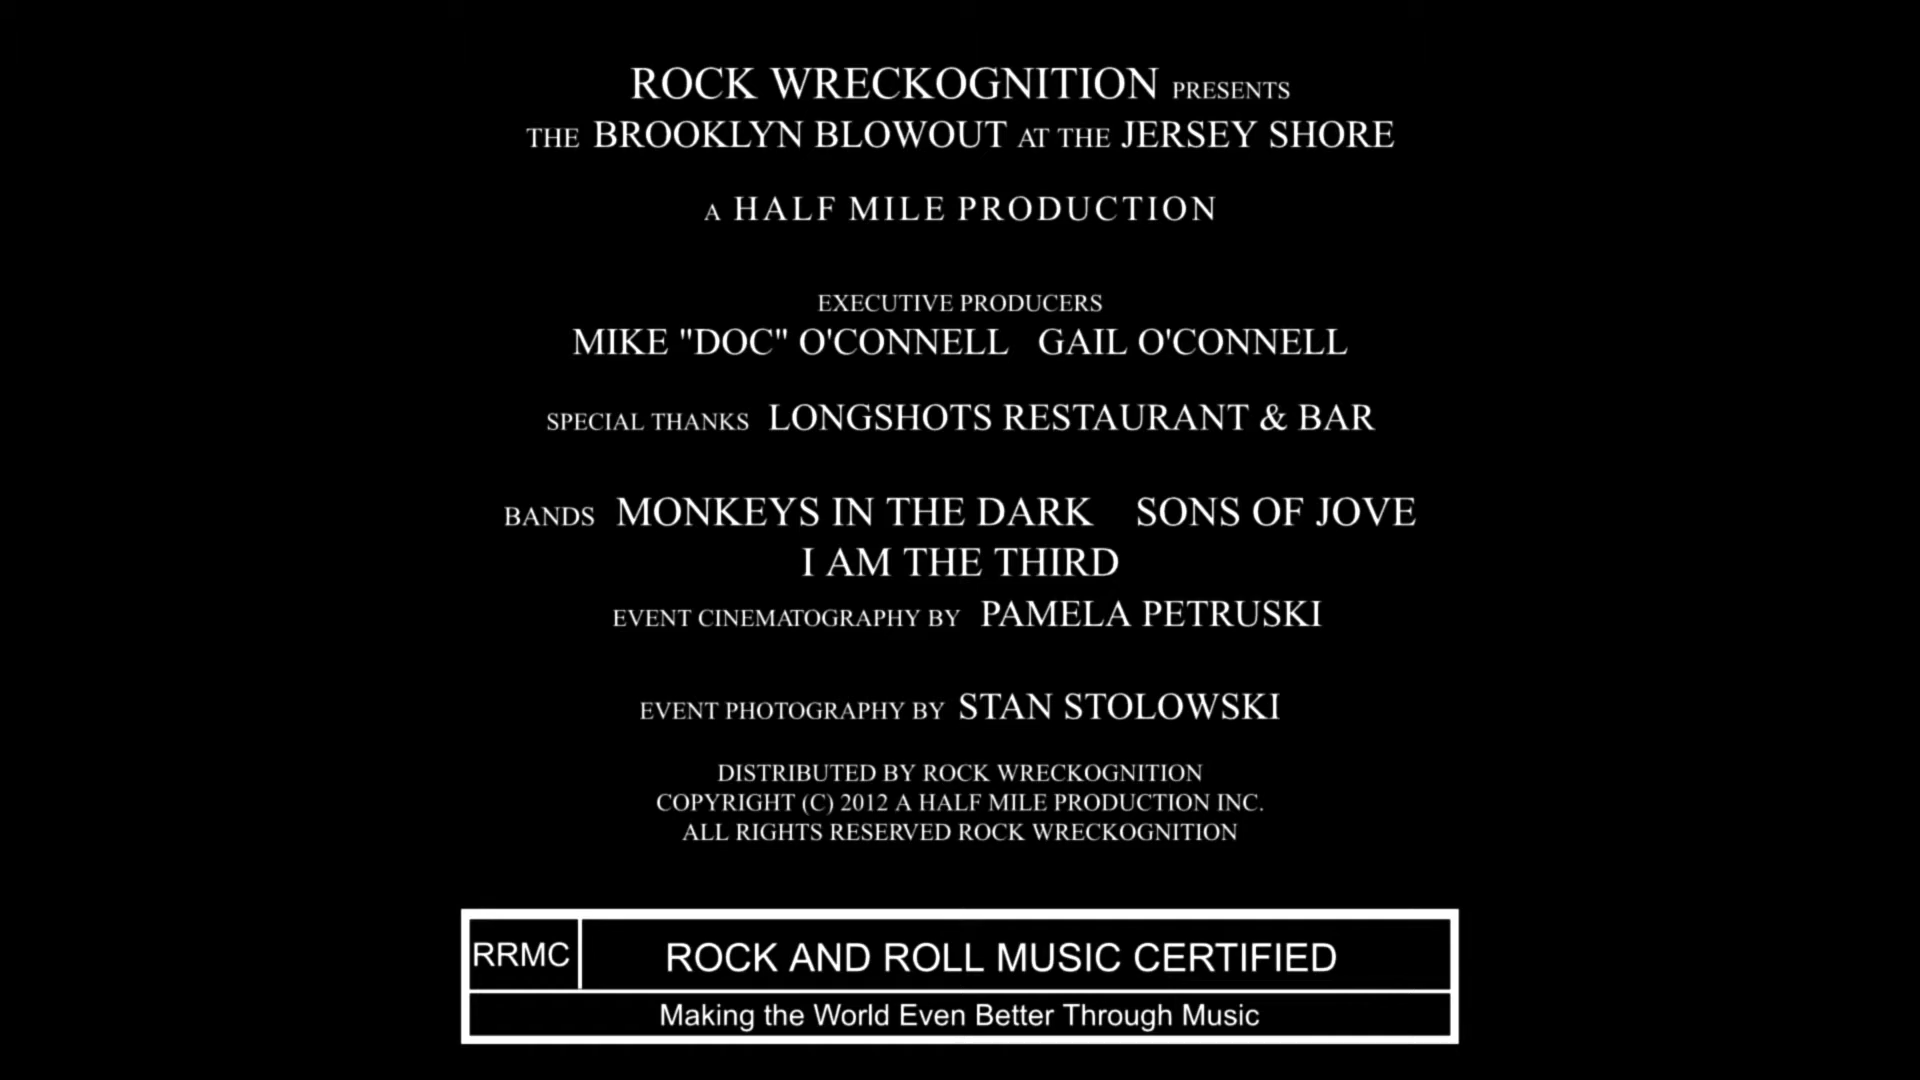 ROCK WRECKOGNITION PRESENTS
THE BROOKLYN BLOWOUT AT THE JERSEY SHORE
A HALF MILE PRODUCTION
EXECUTIVE PRODUCERS
MIKE "DOC" O'CONNELL GAIL O'CONNELL
SPECIAL THANKS LONGSHOTS RESTAURANT & BAR
BANDS MONKEYS IN THE DARK SONS OF JOVE
I AM THE THIRD
EVENT CINEMATOGRAPHY BY PAMELA PETRUSKI
EVENT PHOTOGRAPHY BY STAN STOLOWSKI
DISTRIBUTED BY ROCK WRECKOGNITION
COPYRIGHT (C) 2012 A HALF MILE PRODUCTION INC.
ALL RIGHTS RESERVED ROCK WRECKOGNITION
RRMC ROCK AND ROLL MUSIC CERTIFIED
Making the World Even Better Through Music